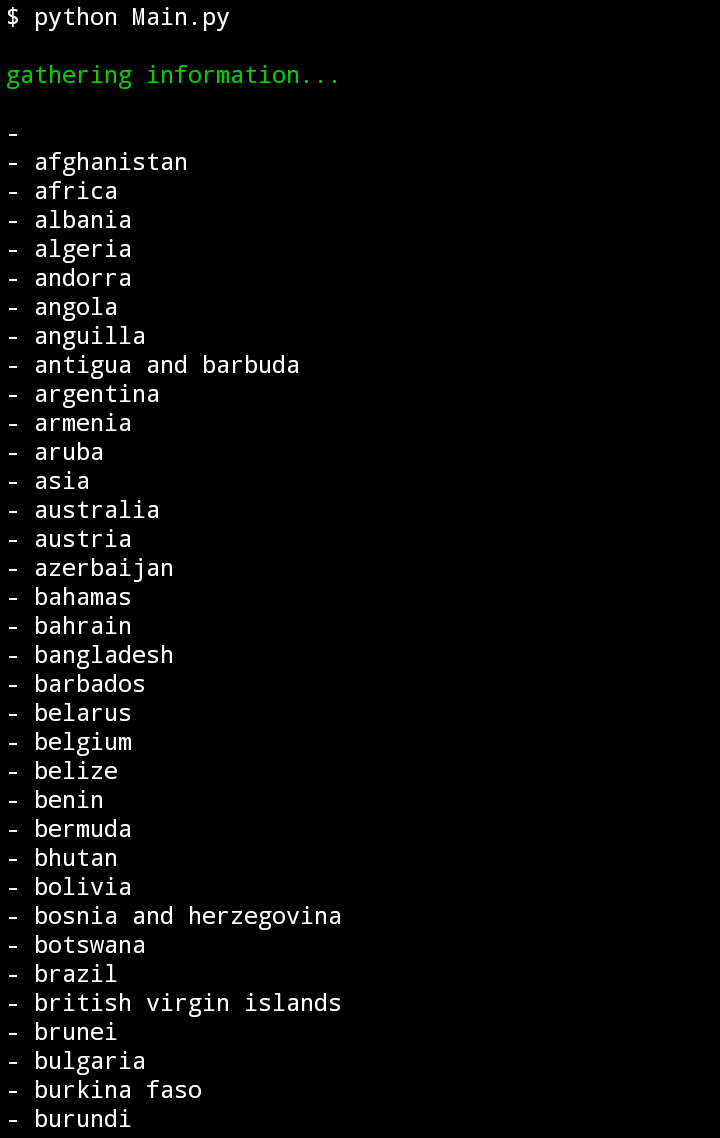 $ python Main.py
gathering information...
-
- afghanistan
- africa
- albania
- algeria
- andorra
- angola
- anguilla
- antigua and barbuda
- argentina
- armenia
- aruba
- asia
- australia
- austria
- azerbaijan
- bahamas
- bahrain
- bangladesh
- barbados
- belarus
- belgium
- belize
- benin
- bermuda
- bhutan
- bolivia
- bosnia and herzegovina
- botswana
- brazil
- british virgin islands
- brunei
- bulgaria
- burkina faso
- burundi